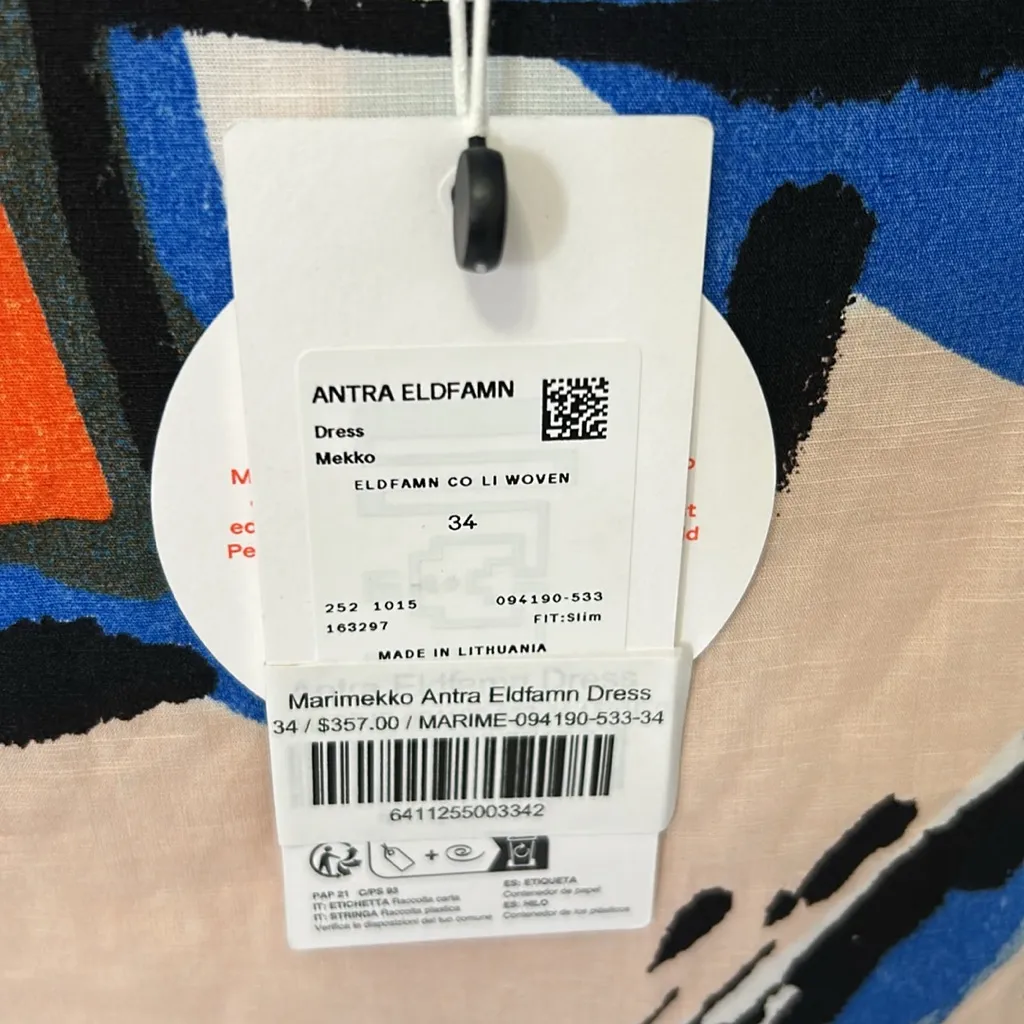 ANTRA ELDFAMN
Dress
Mekko
ELDFAMN CO LI WOVEN
34
252 1015
094190-533
163297
FIT:Slim
MADE IN LITHUANIA
Marimekko Antra Eldfamn Dress
34 / $357.00 / MARIME-094190-533-34
6411255003342
PAP 21 C/PS 93
IT: ETICHETTA Raccolta carta
IT: STRINGA Raccolta plastica
Verifica le disposizioni del tuo comune
ES: ETIQUETA
Contenedor de papel
ES: HILO
Contenedor de los plásticos